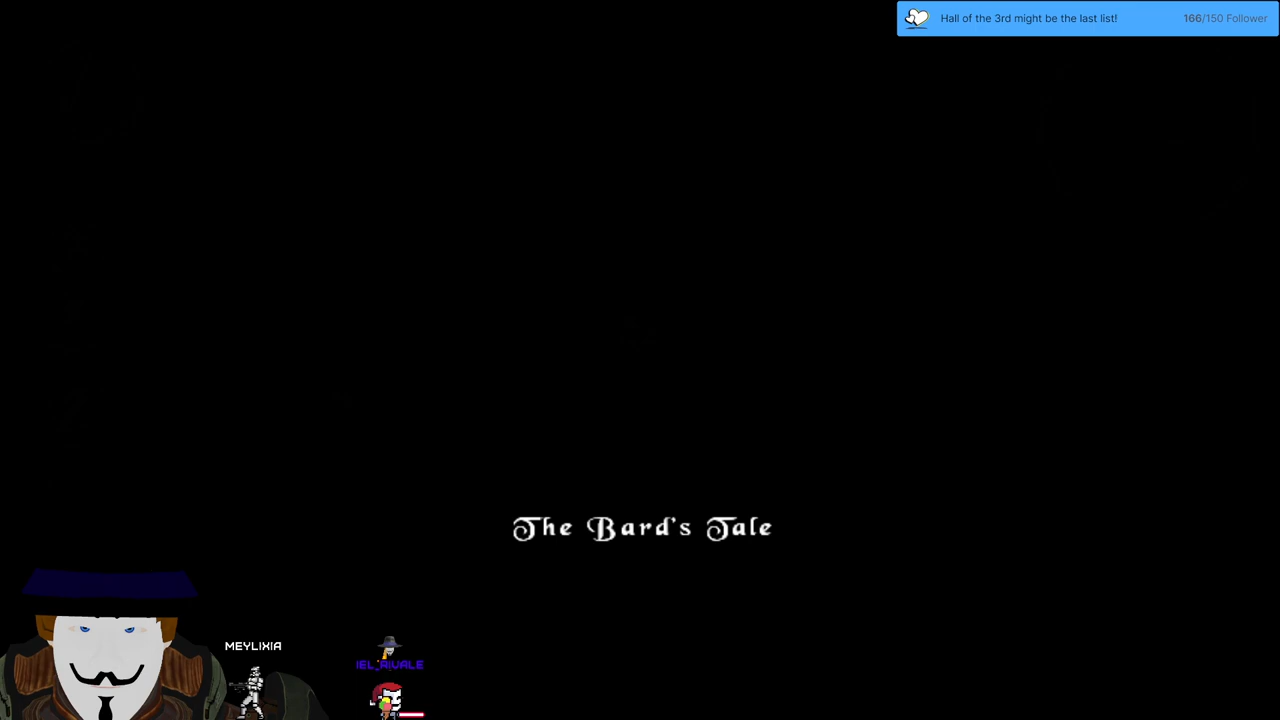 Hall of the 3rd might be the last list! 166/150 Follower
The Bard's Tale
MEYLIXIA
IEL_RIVALE